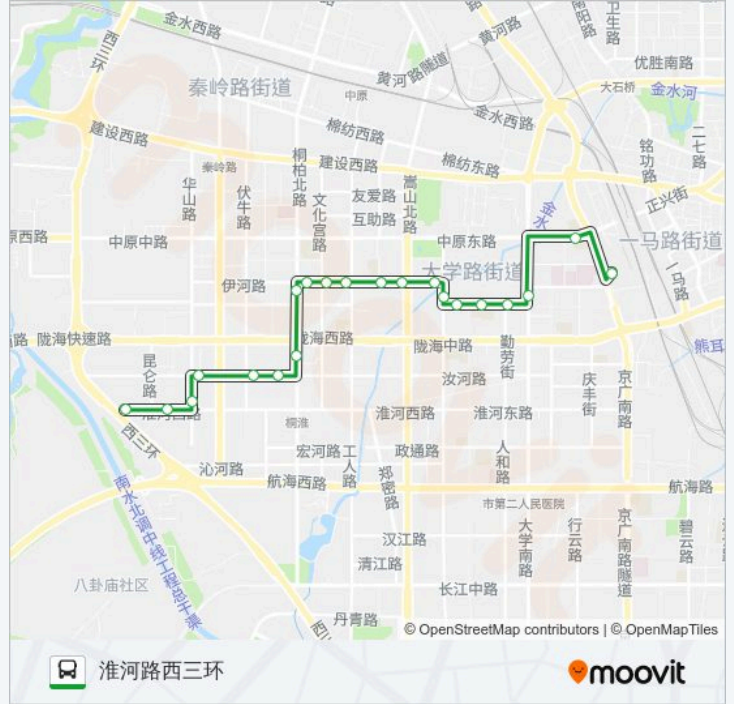 金水西路
西三环
黄河路
南阳路
卫生路
优胜南路
黄河路隧道
大石桥
金水河
秦岭路街道
中原
金水西路
建设西路
棉纺西路
棉纺东路
铭功路
二七路
秦岭路
桐柏北路
建设西路
华山路
伏牛路
文化宫路
友爱路
嵩山北路
正兴街
互助路
金水
原西路
中原中路
中原东路
一马路街道
大学路街道
伊河路
一马路
路
陇海快速路
陇海西路
陇海中路
勤劳街
熊耳
昆仑路
汝河路
庆丰街
京广南路
淮河西路
桐淮
淮河西路
淮河东路
西三环
宏河路
工人路
政通路
人和路
沁河路
航海西路
郑密路
航海路
南水北调中线工程总干渠
市第二人民医院
大学南路
行云路
京广南路隧道
碧云路
汉江路
清江路
八卦庙社区
长江中路
丹青路
西
© OpenStreetMap contributors | © OpenMapTiles
淮河路西三环
moovit